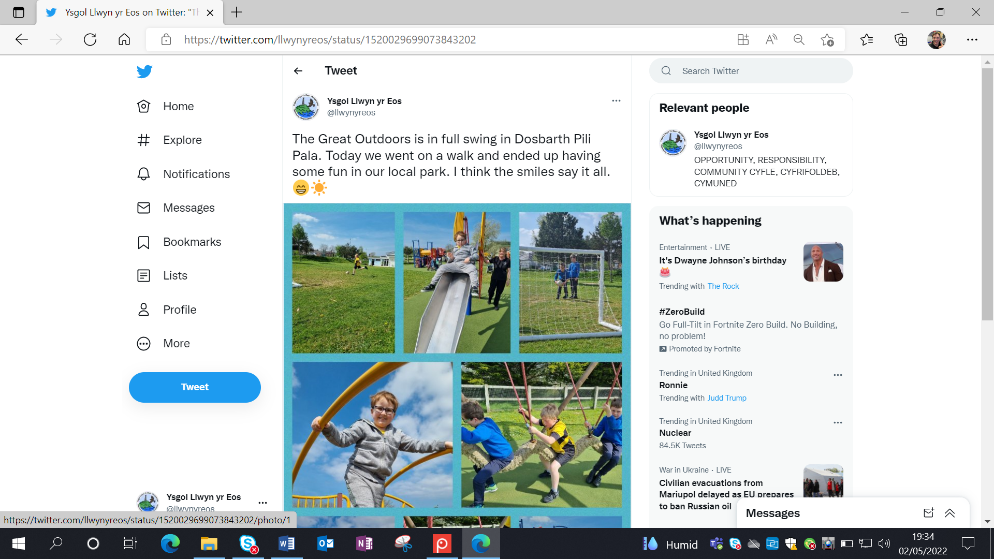 Ysgol Llwyn yr Eos on Twitter: "Th
https://twitter.com/llwynyreos/status/1520029699073843202
Home
Explore
Notifications
Messages
Bookmarks
Lists
Profile
More
Tweet
Ysgol Llwyn yr Eos
@llwynyreos
https://twitter.com/llwynyreos/status/1520029699073843202/photo/1
Tweet
Ysgol Llwyn yr Eos
@llwynyreos
The Great Outdoors is in full swing in Dosbarth Pili
Pala. Today we went on a walk and ended up having
some fun in our local park. I think the smiles say it all.
😁☀️
Search Twitter
Relevant people
Ysgol Llwyn yr Eos
@llwynyreos
OPPORTUNITY, RESPONSIBILITY,
COMMUNITY CYFLE, CYFRIFOLDEB,
CYMUNED
What's happening
Entertainment · LIVE
It's Dwayne Johnson's birthday
🎂
Trending with The Rock
#ZeroBuild
Go Full-Tilt in Fortnite Zero Build. No Building,
no problem!
Promoted by Fortnite
Trending in United Kingdom
Ronnie
Trending with Judd Trump
Trending in United Kingdom
Nuclear
84.5K Tweets
War in Ukraine · LIVE
Civilian evacuations from
Mariupol delayed as EU prepares
to ban Russian oil
Messages
Humid
19:34
02/05/2022